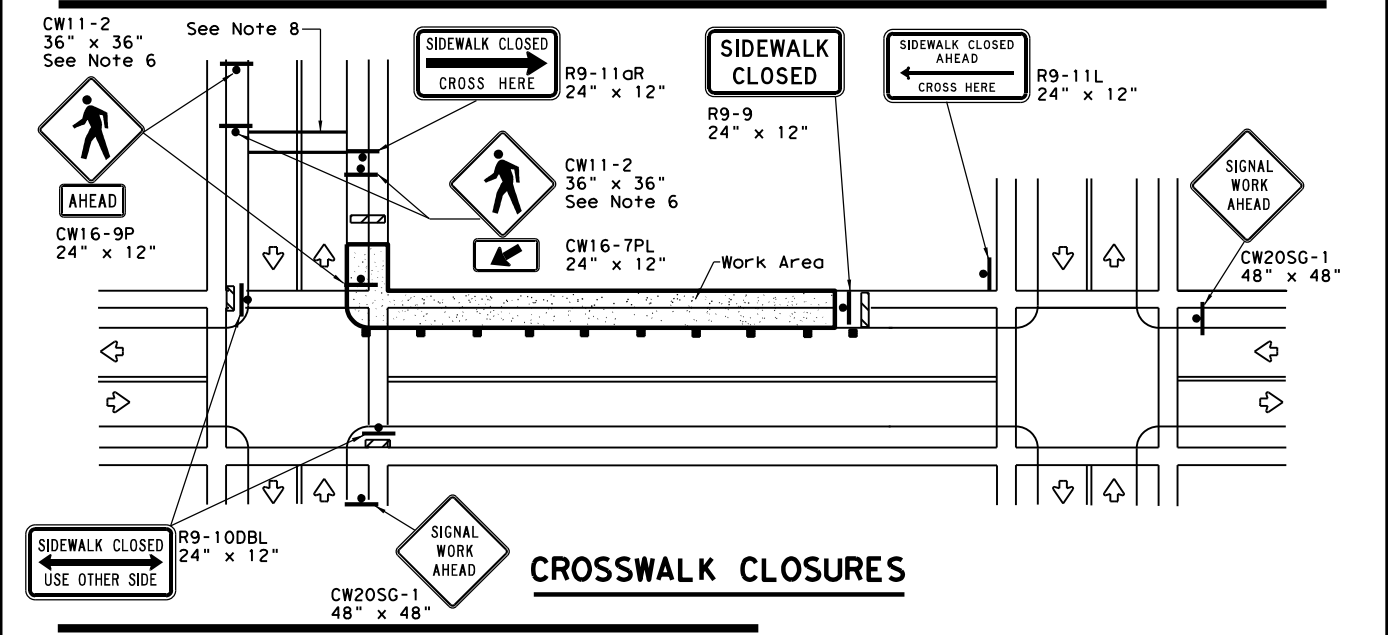 CW11-2
36" x 36"
See Note 6
See Note 8
SIDEWALK CLOSED
CROSS HERE
R9-11aR
24" x 12"
SIDEWALK
CLOSED
R9-9
24" x 12"
SIDEWALK CLOSED
AHEAD
CROSS HERE
R9-11L
24" x 12"
AHEAD
CW16-9P
24" x 12"
CW11-2
36" x 36"
See Note 6
CW16-7PL
24" x 12"
Work Area
SIGNAL
WORK
AHEAD
CW20SG-1
48" x 48"
SIDEWALK CLOSED
USE OTHER SIDE
R9-10DBL
24" x 12"
SIGNAL
WORK
AHEAD
CW20SG-1
48" x 48"
CROSSWALK CLOSURES